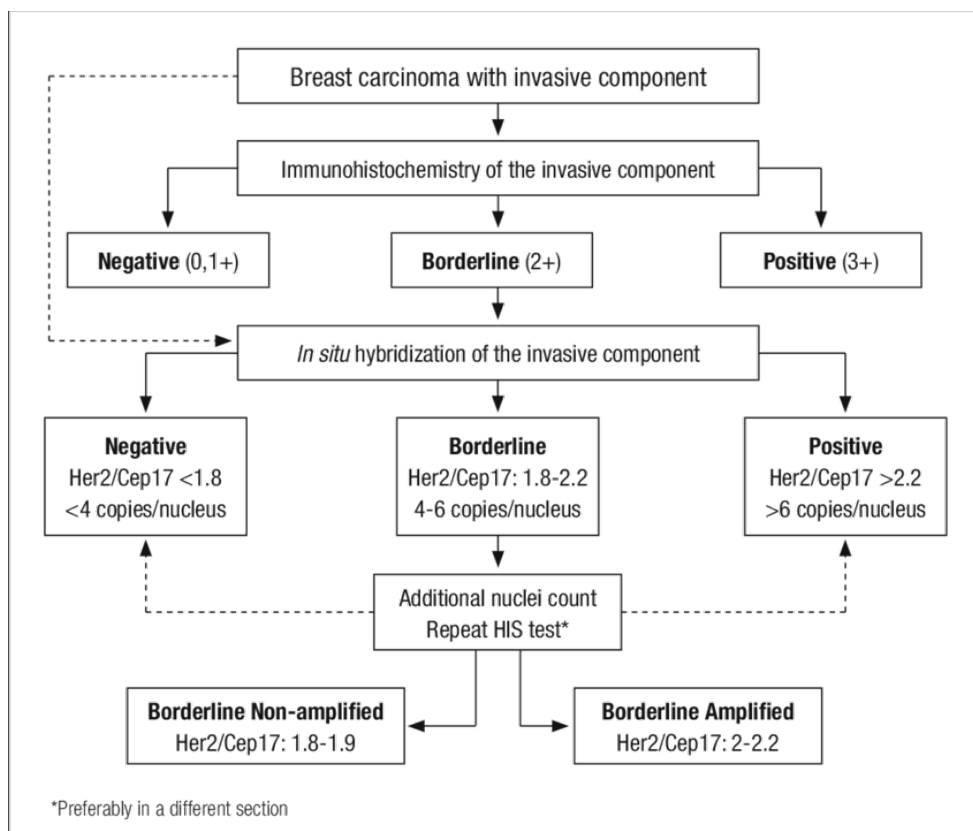 Breast carcinoma with invasive component
Immunohistochemistry of the invasive component
Negative (0,1+)
Borderline (2+)
Positive (3+)
In situ hybridization of the invasive component
Negative
Her2/Cep17 <1.8
<4 copies/nucleus
Borderline
Her2/Cep17: 1.8-2.2
4-6 copies/nucleus
Positive
Her2/Cep17 >2.2
>6 copies/nucleus
Additional nuclei count
Repeat HIS test*
Borderline Non-amplified
Her2/Cep17: 1.8-1.9
Borderline Amplified
Her2/Cep17: 2-2.2
*Preferably in a different section